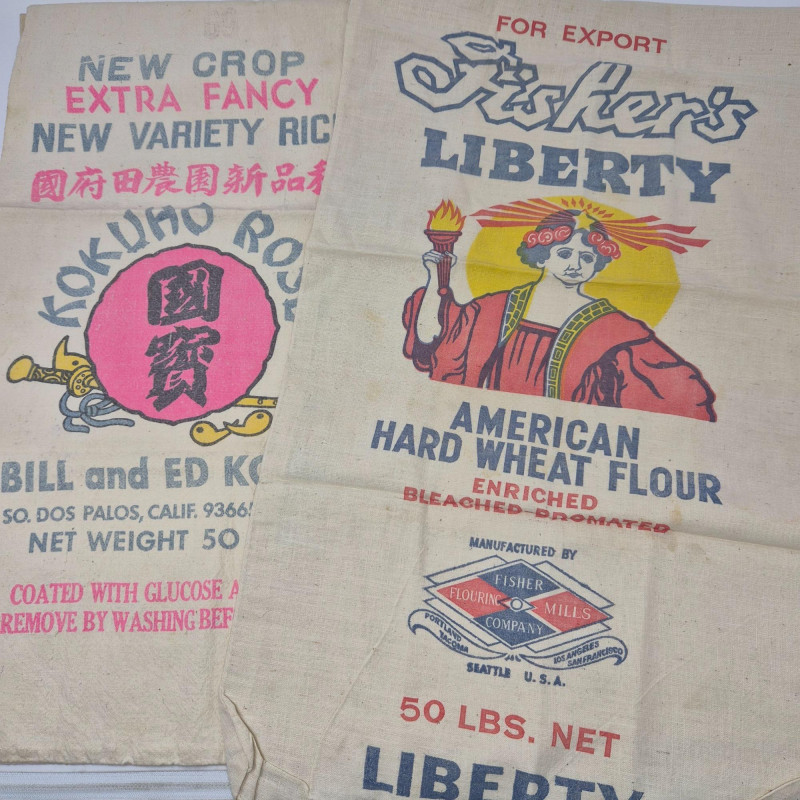 NEW CROP
EXTRA FANCY
NEW VARIETY RIC
國府田農園新品
KOKUHO ROS
國寳
BILL and ED KO
SO. DOS PALOS, CALIF. 9366
NET WEIGHT 50
COATED WITH GLUCOSE A
REMOVE BY WASHING BEF
FOR EXPORT
Fisher's
LIBERTY
AMERICAN
HARD WHEAT FLOUR
ENRICHED
BLEACHED BROMATED
MANUFACTURED BY
FISHER
FLOURING MILLS
COMPANY
PORTLAND
TACOMA
LOS ANGELES
SAN FRANCISCO
SEATTLE U.S.A.
50 LBS. NET
LIBERTY